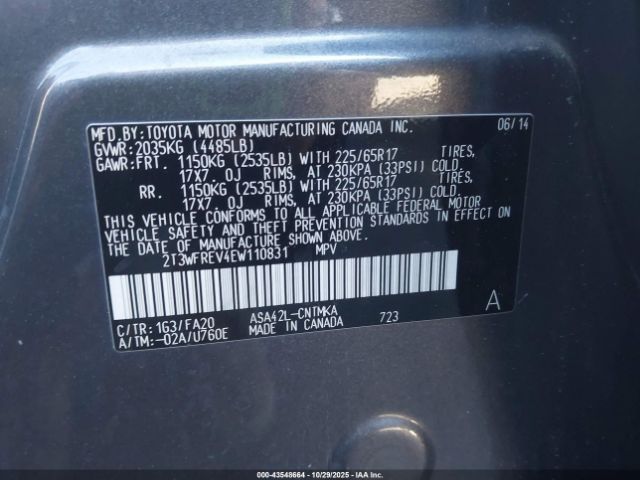 MFD.BY:TOYOTA MOTOR MANUFACTURING CANADA INC. 06/14
GVWR:2035KG (4485LB)
GAWR:FRT. 1150KG (2535LB) WITH 225/65R17 TIRES,
17X7.0J RIMS, AT 230KPA (33PSI) COLD.
RR. 1150KG (2535LB) WITH 225/65R17 TIRES,
17X7.0J RIMS, AT 230KPA (33PSI) COLD.
THIS VEHICLE CONFORMS TO ALL APPLICABLE FEDERAL MOTOR
VEHICLE SAFETY AND THEFT PREVENTION STANDARDS IN EFFECT ON
THE DATE OF MANUFACTURE SHOWN ABOVE.
2T3WFREV4EW110831 MPV
C/TR:1G3/FA20 ASA42L-CNTMKA A
A/TM:-02A/U760E MADE IN CANADA 723
43548664 | 10/29/2025 - IAA Inc.